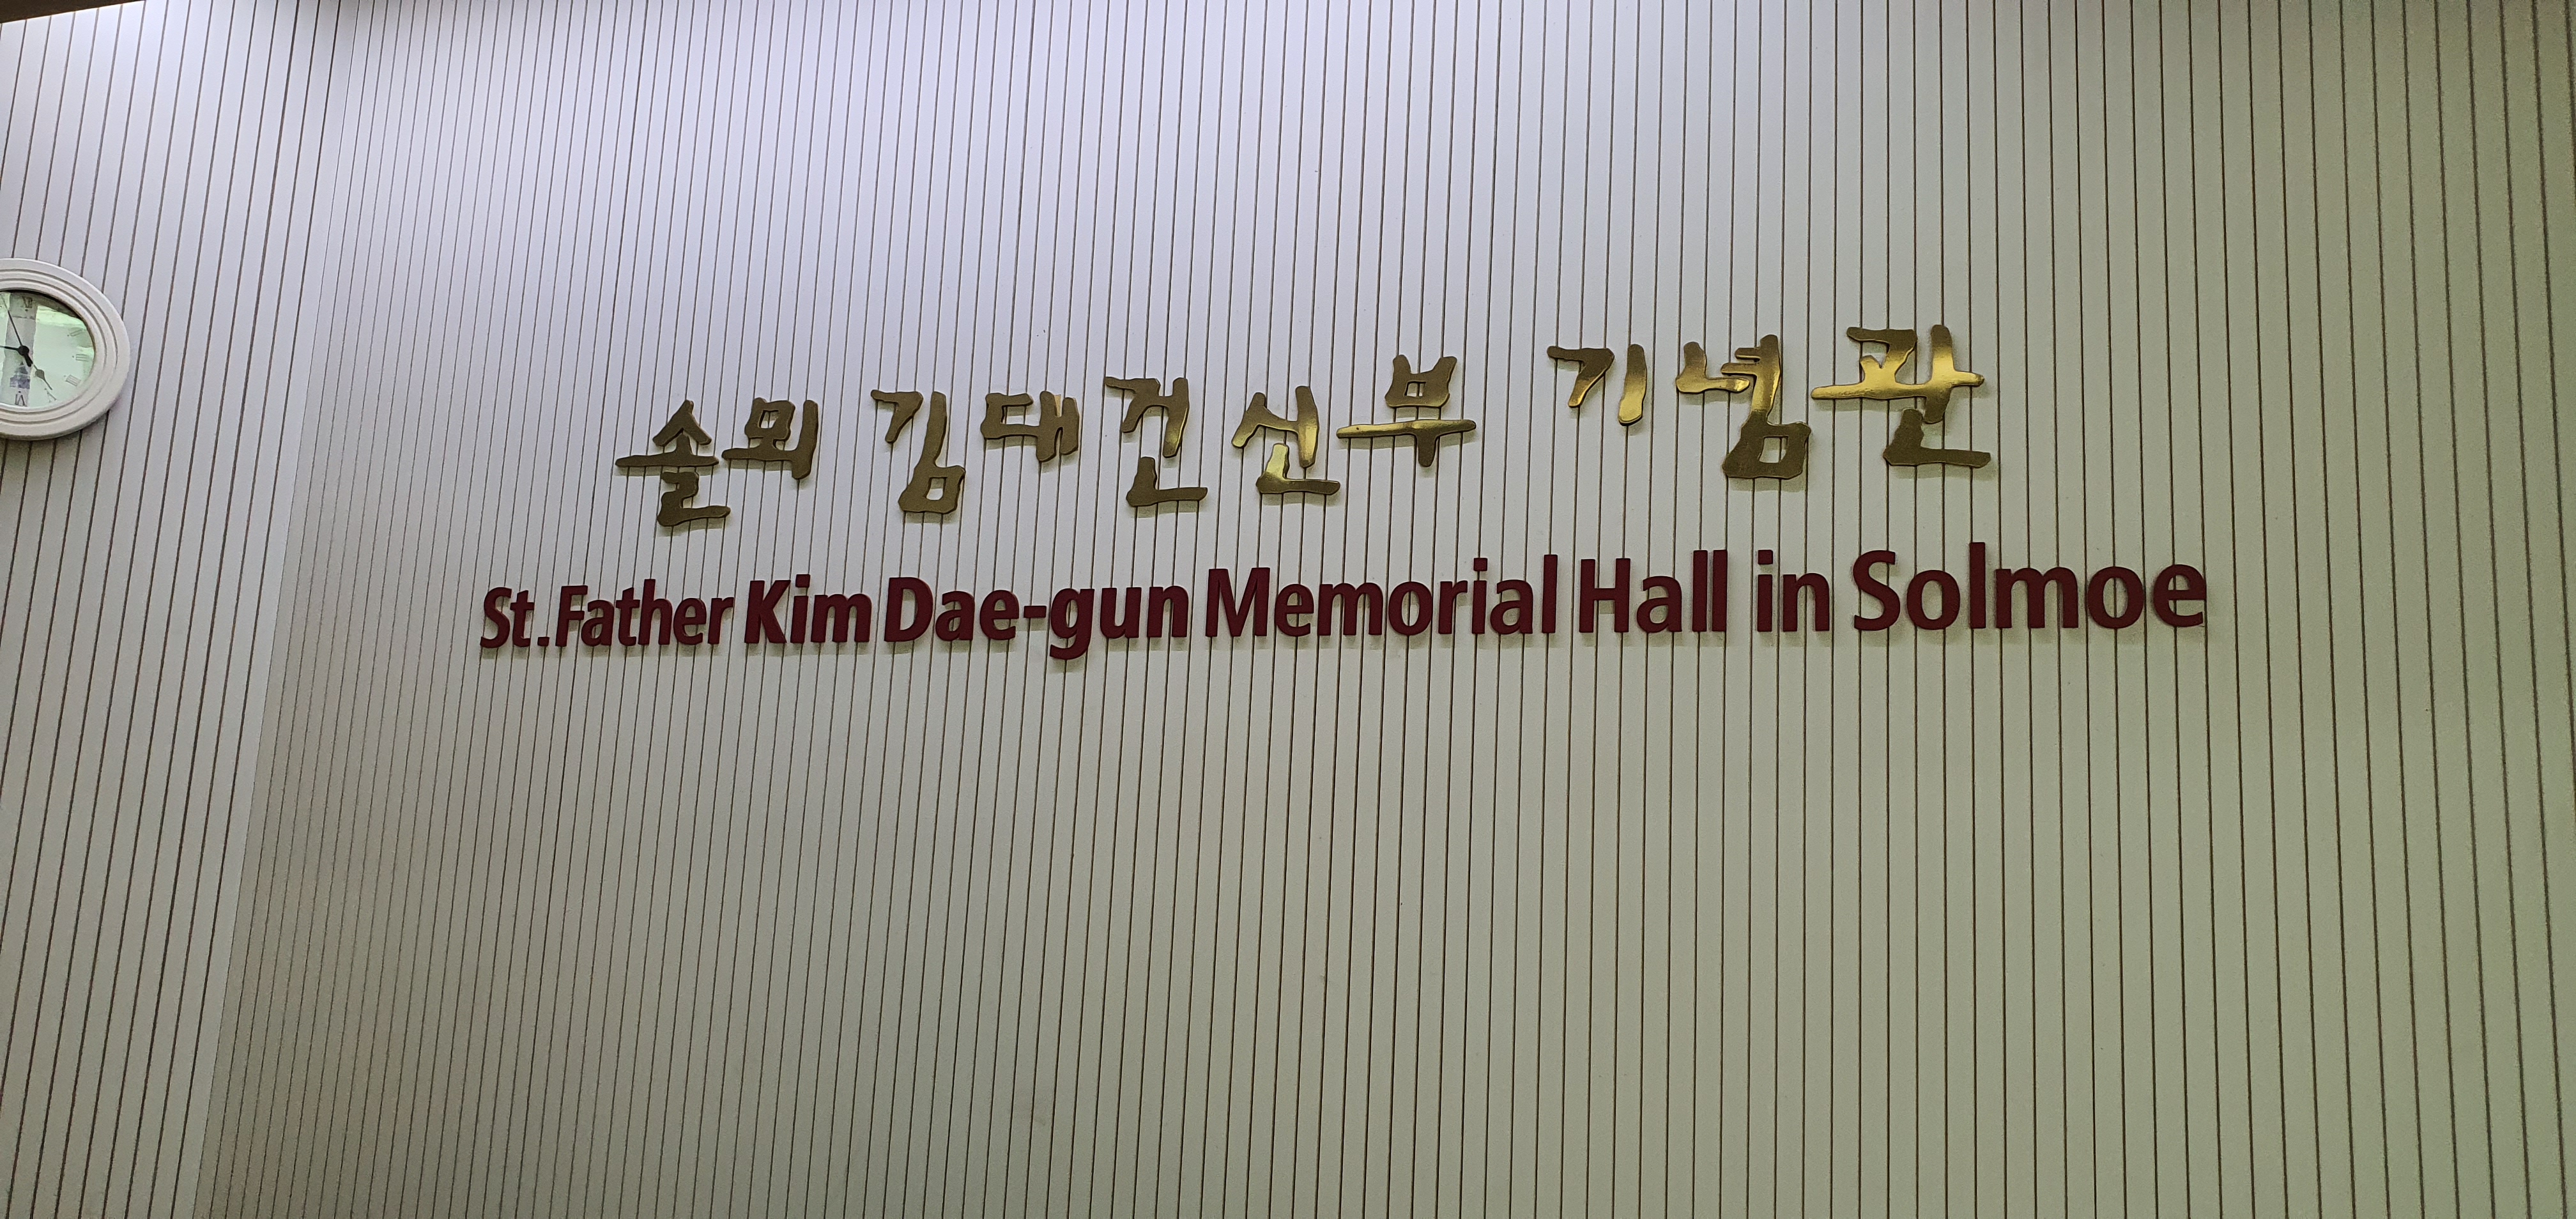 솔뫼 김대건신부 기념관
St. Father Kim Dae-gun Memorial Hall in Solmoe